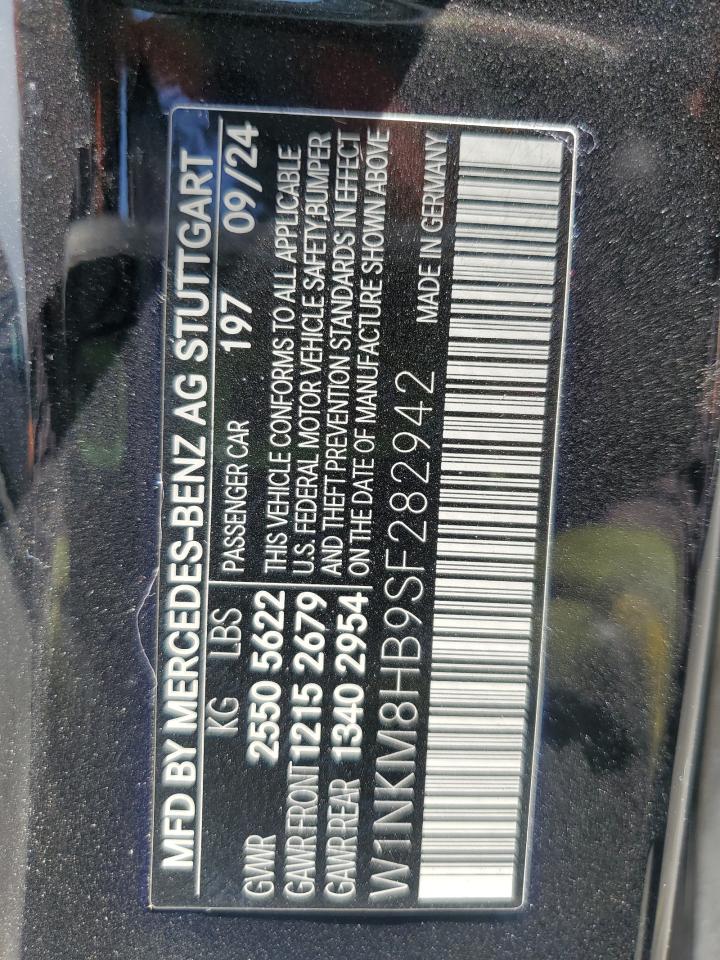 MFD BY MERCEDES-BENZ AG STUTTGART
KG LBS
GVWR 2550 5622
GAWR FRONT 1215 2679
GAWR REAR 1340 2954
PASSENGER CAR 197 09/24
THIS VEHICLE CONFORMS TO ALL APPLICABLE
U.S. FEDERAL MOTOR VEHICLE SAFETY, BUMPER
AND THEFT PREVENTION STANDARDS IN EFFECT
ON THE DATE OF MANUFACTURE SHOWN ABOVE
W1NKM8HB9SF282942 MADE IN GERMANY